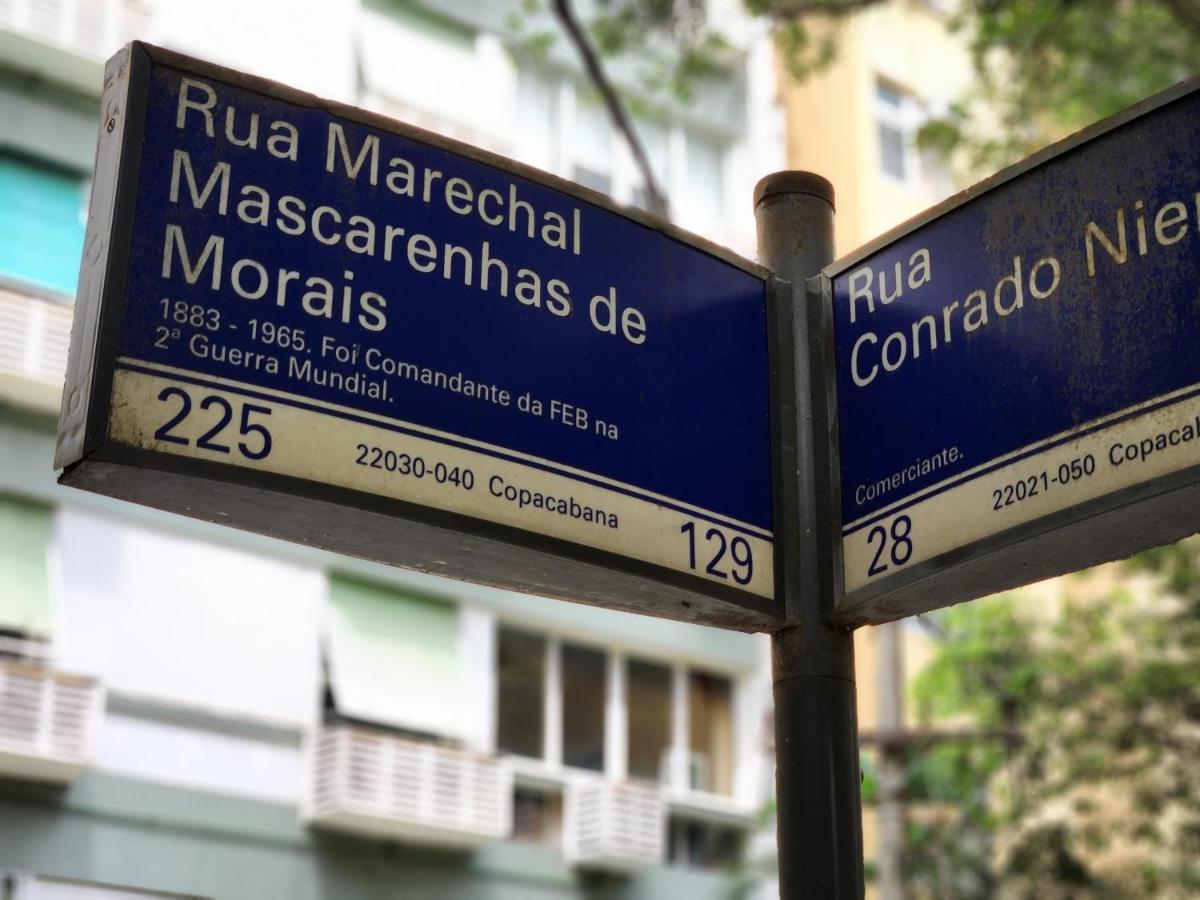 Rua Marechal
Mascarenhas de
Morais
1883 - 1965. Foi Comandante da FEB na
2ª Guerra Mundial.
225 22030-040 Copacabana 129
Rua
Conrado
Comerciante.
28 22021-050